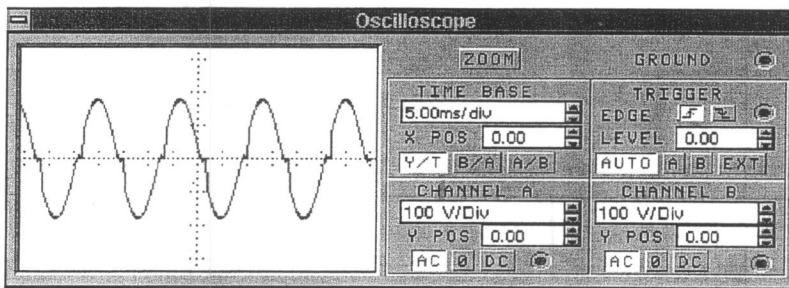 Oscilloscope
ZOOM GROUND
TIME BASE
5.00ms/div
X POS 0.00
Y/T B/A A/B
TRIGGER
EDGE
LEVEL 0.00
AUTO A B EXT
CHANNEL A
100 V/Div
Y POS 0.00
AC 0 DC
CHANNEL B
100 V/Div
Y POS 0.00
AC 0 DC